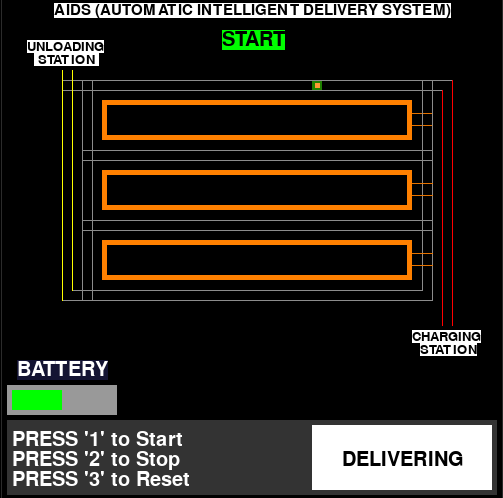 AIDS (AUTOMATIC INTELLIGENT DELIVERY SYSTEM)
START
UNLOADING
STATION
CHARGING
STATION
BATTERY
PRESS '1' to Start
PRESS '2' to Stop
PRESS '3' to Reset
DELIVERING